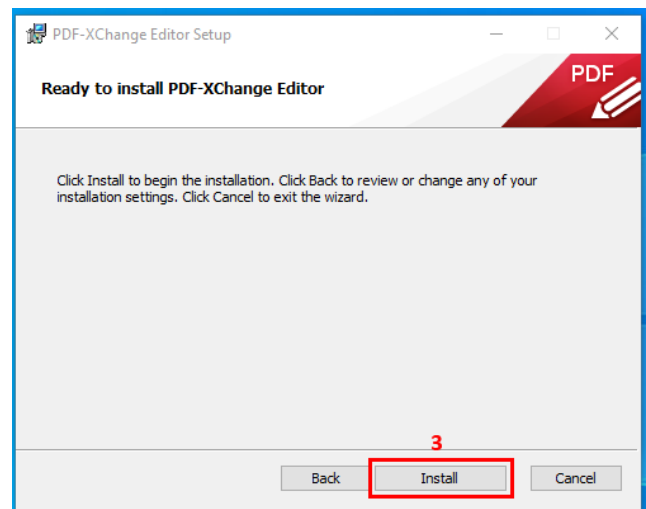 PDF-XChange Editor Setup
PDF
Ready to install PDF-XChange Editor
Click Install to begin the installation. Click Back to review or change any of your
installation settings. Click Cancel to exit the wizard.
3
Back Install Cancel